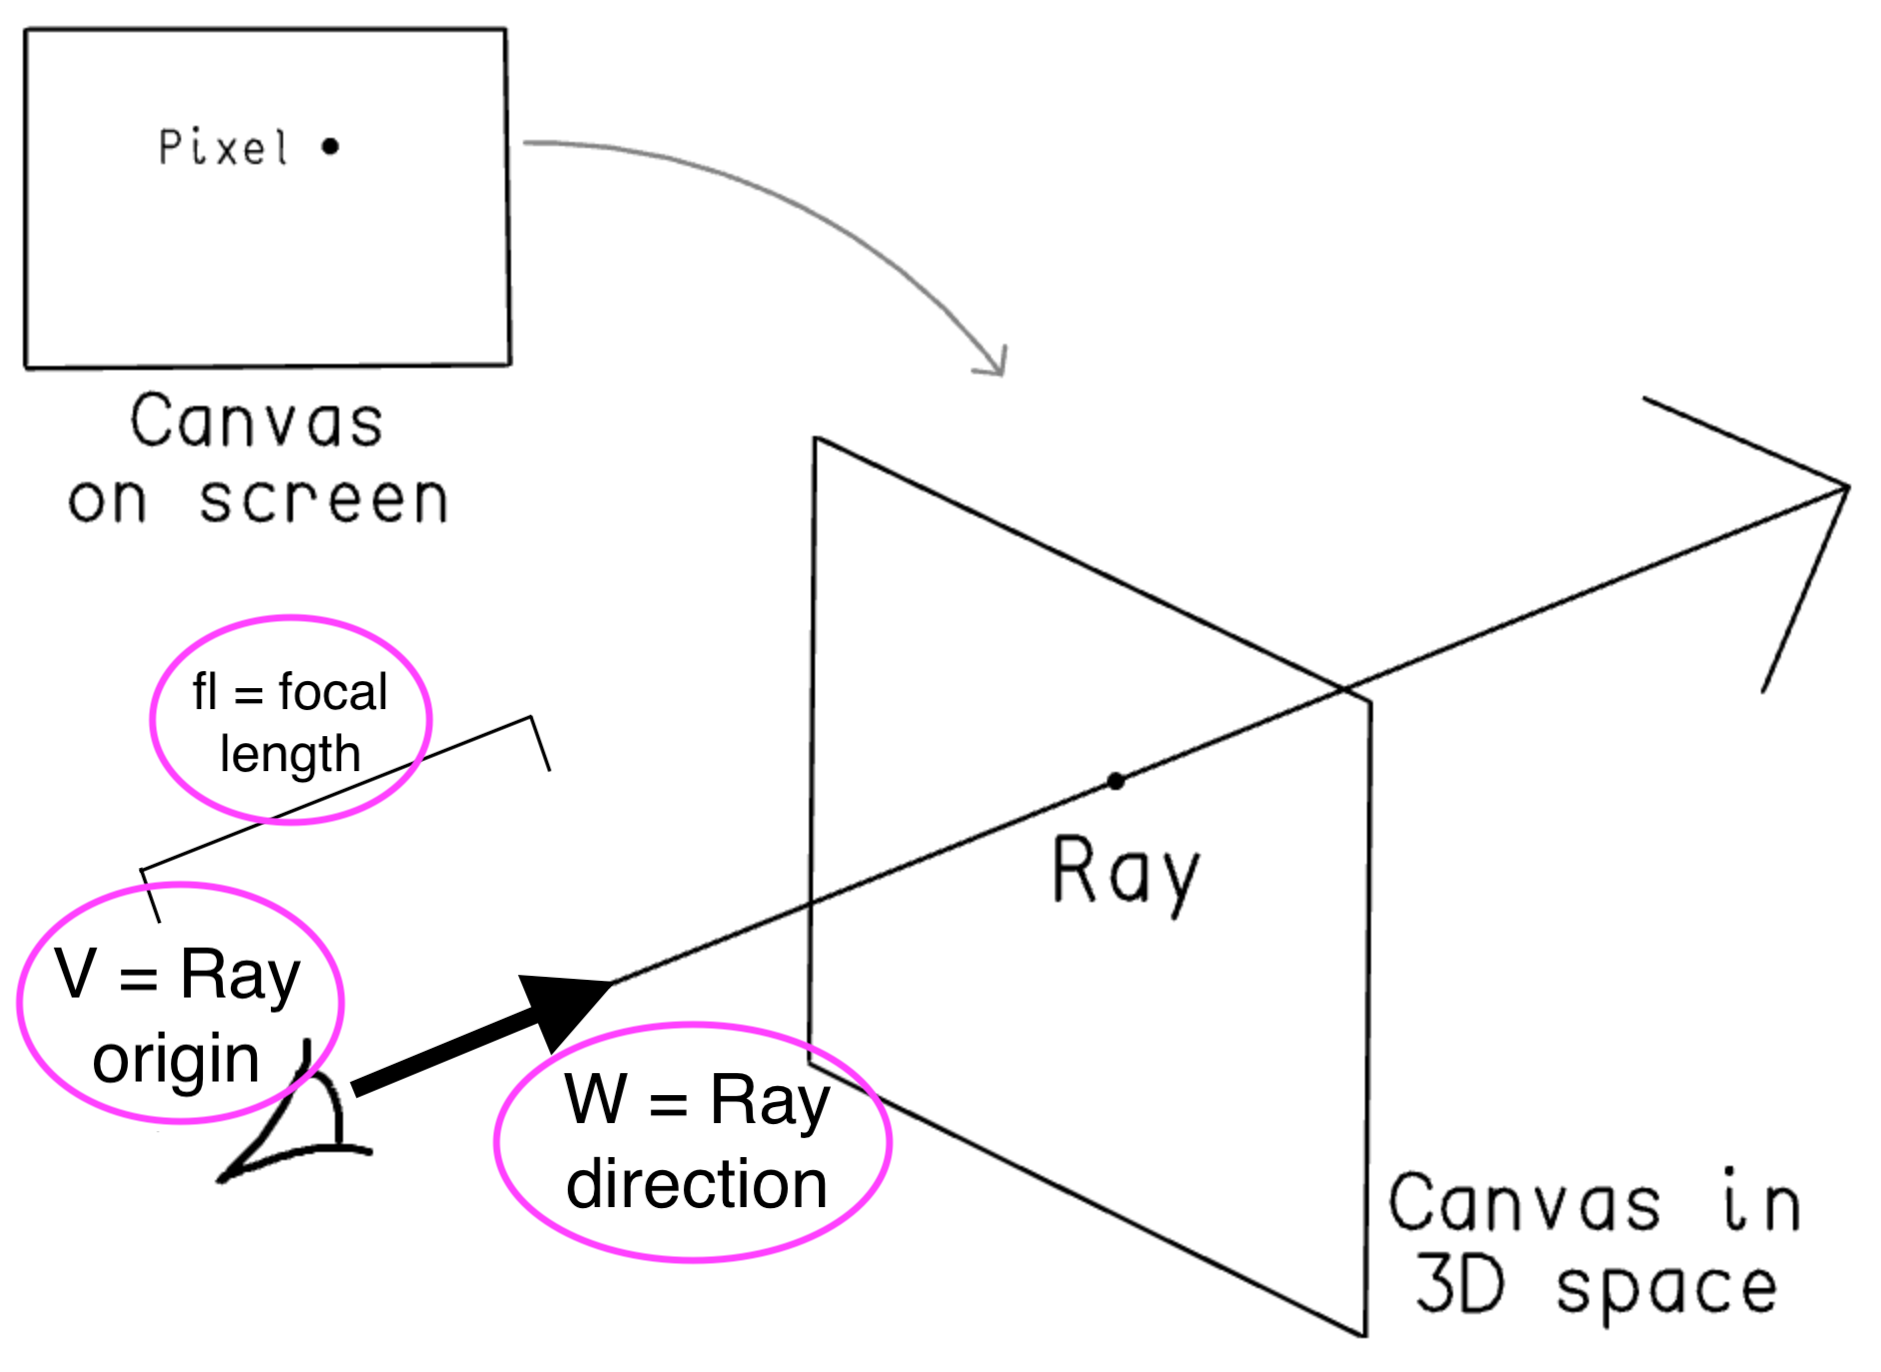 Pixel
Canvas
on screen
fl = focal
length
V = Ray
origin
Ray
W = Ray
direction
Canvas in
3D space